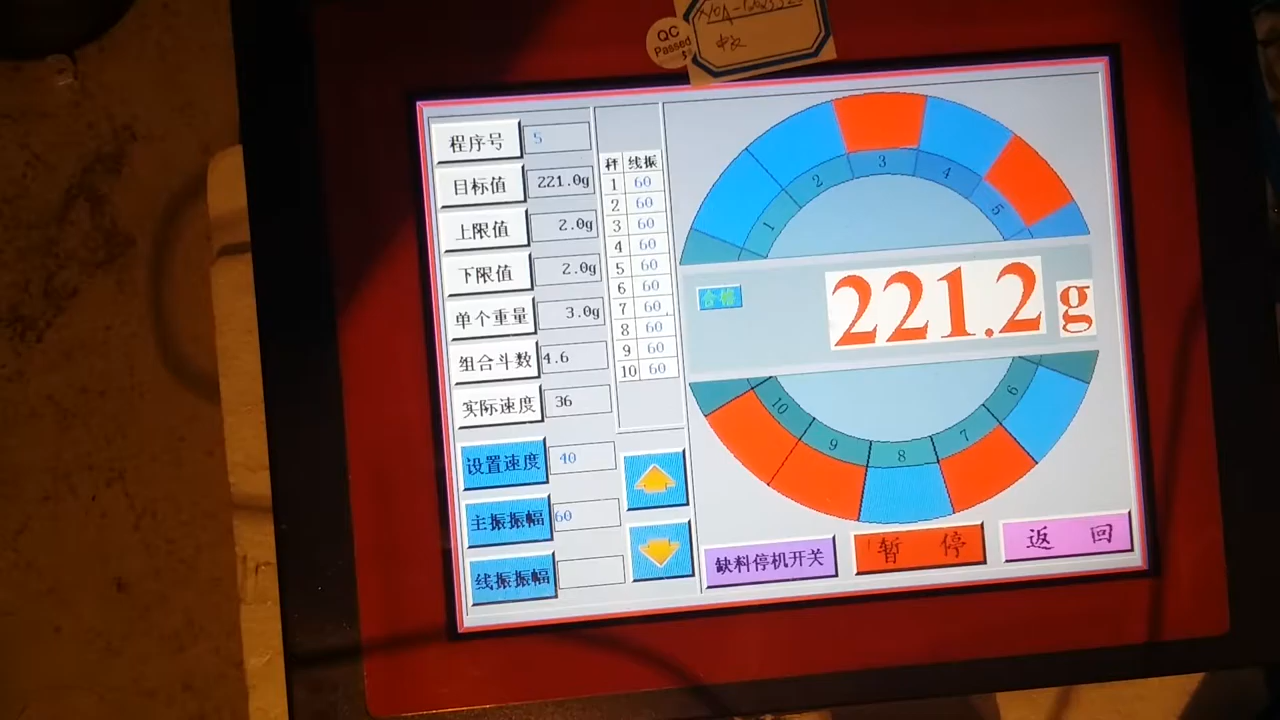 QC
Passed
中文
程序号 5
目标值 221.0g
上限值 2.0g
下限值 2.0g
单个重量 3.0g
组合斗数 4.6
实际速度 36
设置速度 40
主振振幅 60
线振振幅
秤 线振
1 60
2 60
3 60
4 60
5 60
6 60
7 60
8 60
9 60
10 60
1
2
3
4
5
合格
221.2 g
10
9
8
7
6
缺料停机开关
暂 停
返 回